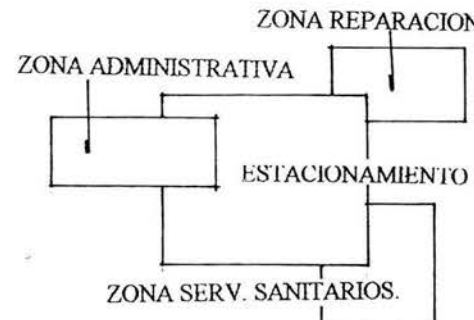 ZONA REPARACION
ZONA ADMINISTRATIVA
ESTACIONAMIENTO
ZONA SERV. SANITARIOS.